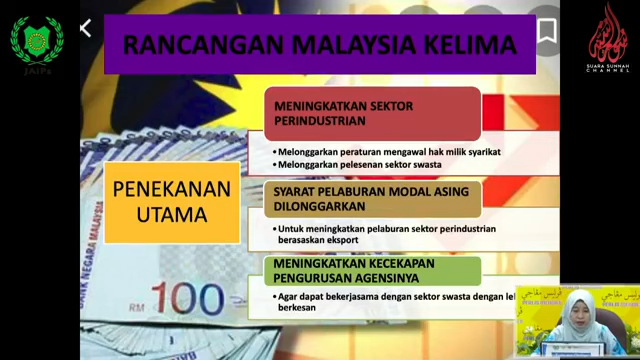 RANCANGAN MALAYSIA KELIMA
JAIPs
SUARA SUNNAH
CHANNEL
MENINGKATKAN SEKTOR
PERINDUSTRIAN
• Melonggarkan peraturan mengawal hak milik syarikat
• Melonggarkan pelesenan sektor swasta
PENEKANAN
UTAMA
SYARAT PELABURAN MODAL ASING
DILONGGARKAN
• Untuk meningkatkan pelaburan sektor perindustrian
berasaskan eksport
MENINGKATKAN KECEKAPAN
PENGURUSAN AGENSINYA
• Agar dapat bekerjasama dengan sektor swasta dengan
berkesan
BANK NEGARA MALAYSIA
RM 100